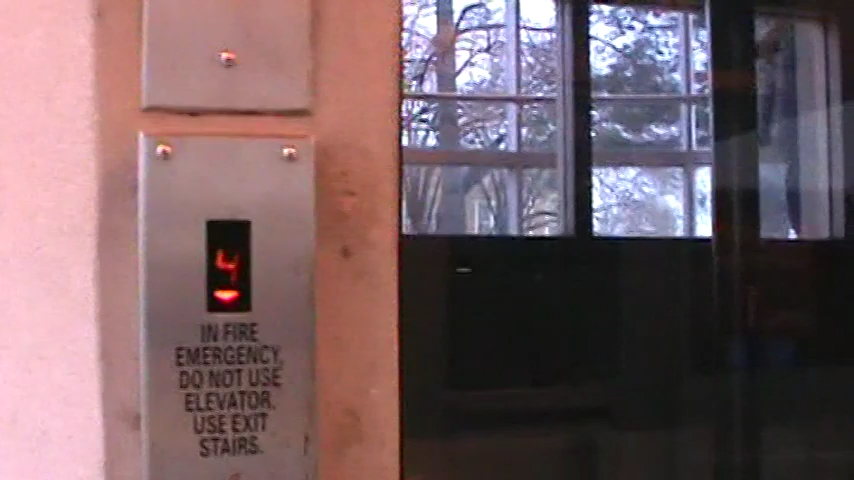 4
IN FIRE
EMERGENCY,
DO NOT USE
ELEVATOR.
USE EXIT
STAIRS.